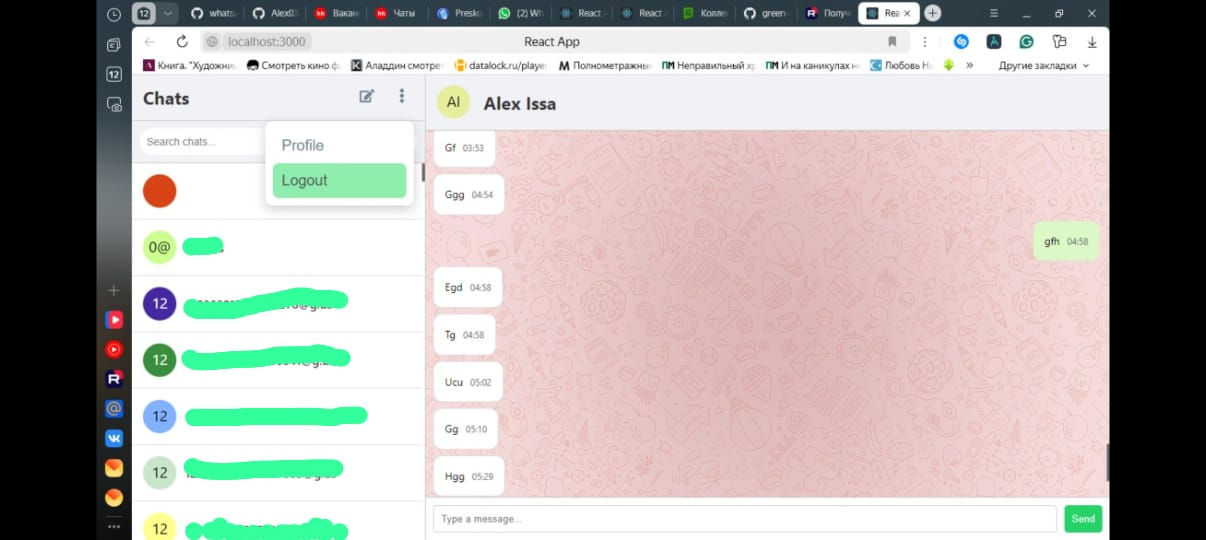 12
whats
Alex03
Вакан
Чаты
Presko
(2) Wh
React
React
Колле
green-
Получ
Rea
localhost:3000
React App
Книга. "Художни
Смотреть кино
Аладдин смотрет
datalock.ru/player
Полнометражны
Неправильный
И на каникулах
Любовь
Другие закладки
12
Chats
AI
Alex Issa
Search chats...
Profile
Logout
0@
12
12
12
12
12
Gf 03:53
Ggg 04:54
gfh 04:58
Egd 04:58
Tg 04:58
Ucu 05:02
Gg 05:10
Hgg 05:29
Type a message...
Send